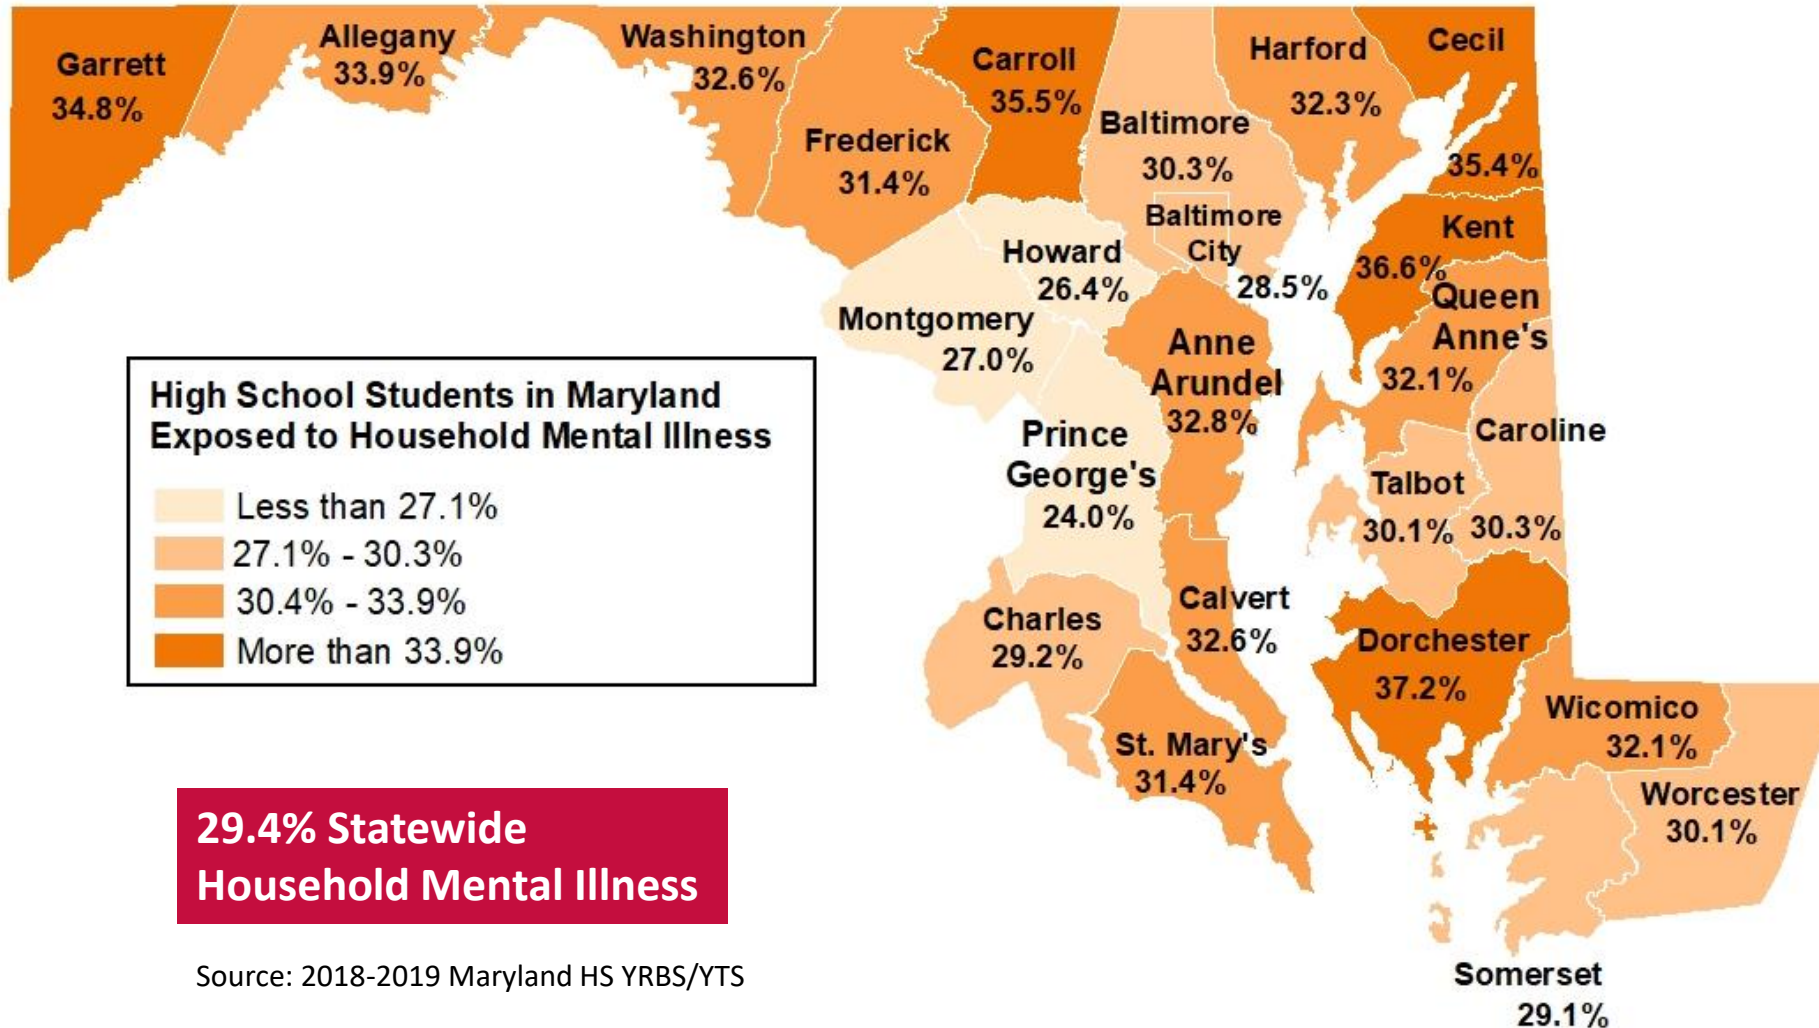 Garrett
34.8%
Allegany
33.9%
Washington
32.6%
Frederick
31.4%
Carroll
35.5%
Baltimore
30.3%
Baltimore
City
28.5%
Harford
32.3%
Cecil
35.4%
Kent
36.6%
Queen
Anne's
32.1%
Howard
26.4%
Montgomery
27.0%
Anne
Arundel
32.8%
Prince
George's
24.0%
Caroline
30.3%
Talbot
30.1%
Charles
29.2%
Calvert
32.6%
St. Mary's
31.4%
Dorchester
37.2%
Wicomico
32.1%
Worcester
30.1%
Somerset
29.1%
High School Students in Maryland
Exposed to Household Mental Illness
Less than 27.1%
27.1% - 30.3%
30.4% - 33.9%
More than 33.9%
29.4% Statewide
Household Mental Illness
Source: 2018-2019 Maryland HS YRBS/YTS